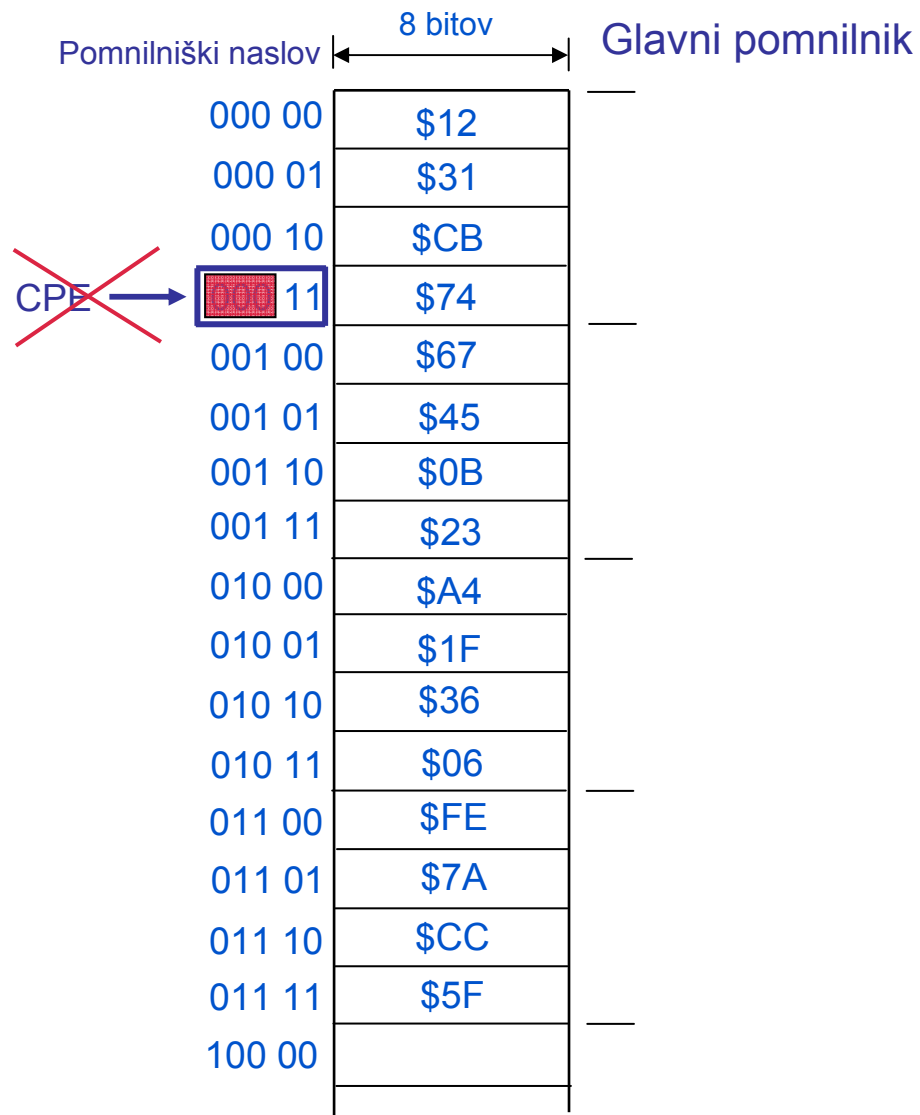 8 bitov
Glavni pomnilnik
Pomnilniški naslov
000 00 $12
000 01 $31
000 10 $CB
CPE 000 11 $74
001 00 $67
001 01 $45
001 10 $0B
001 11 $23
010 00 $A4
010 01 $1F
010 10 $36
010 11 $06
011 00 $FE
011 01 $7A
011 10 $CC
011 11 $5F
100 00